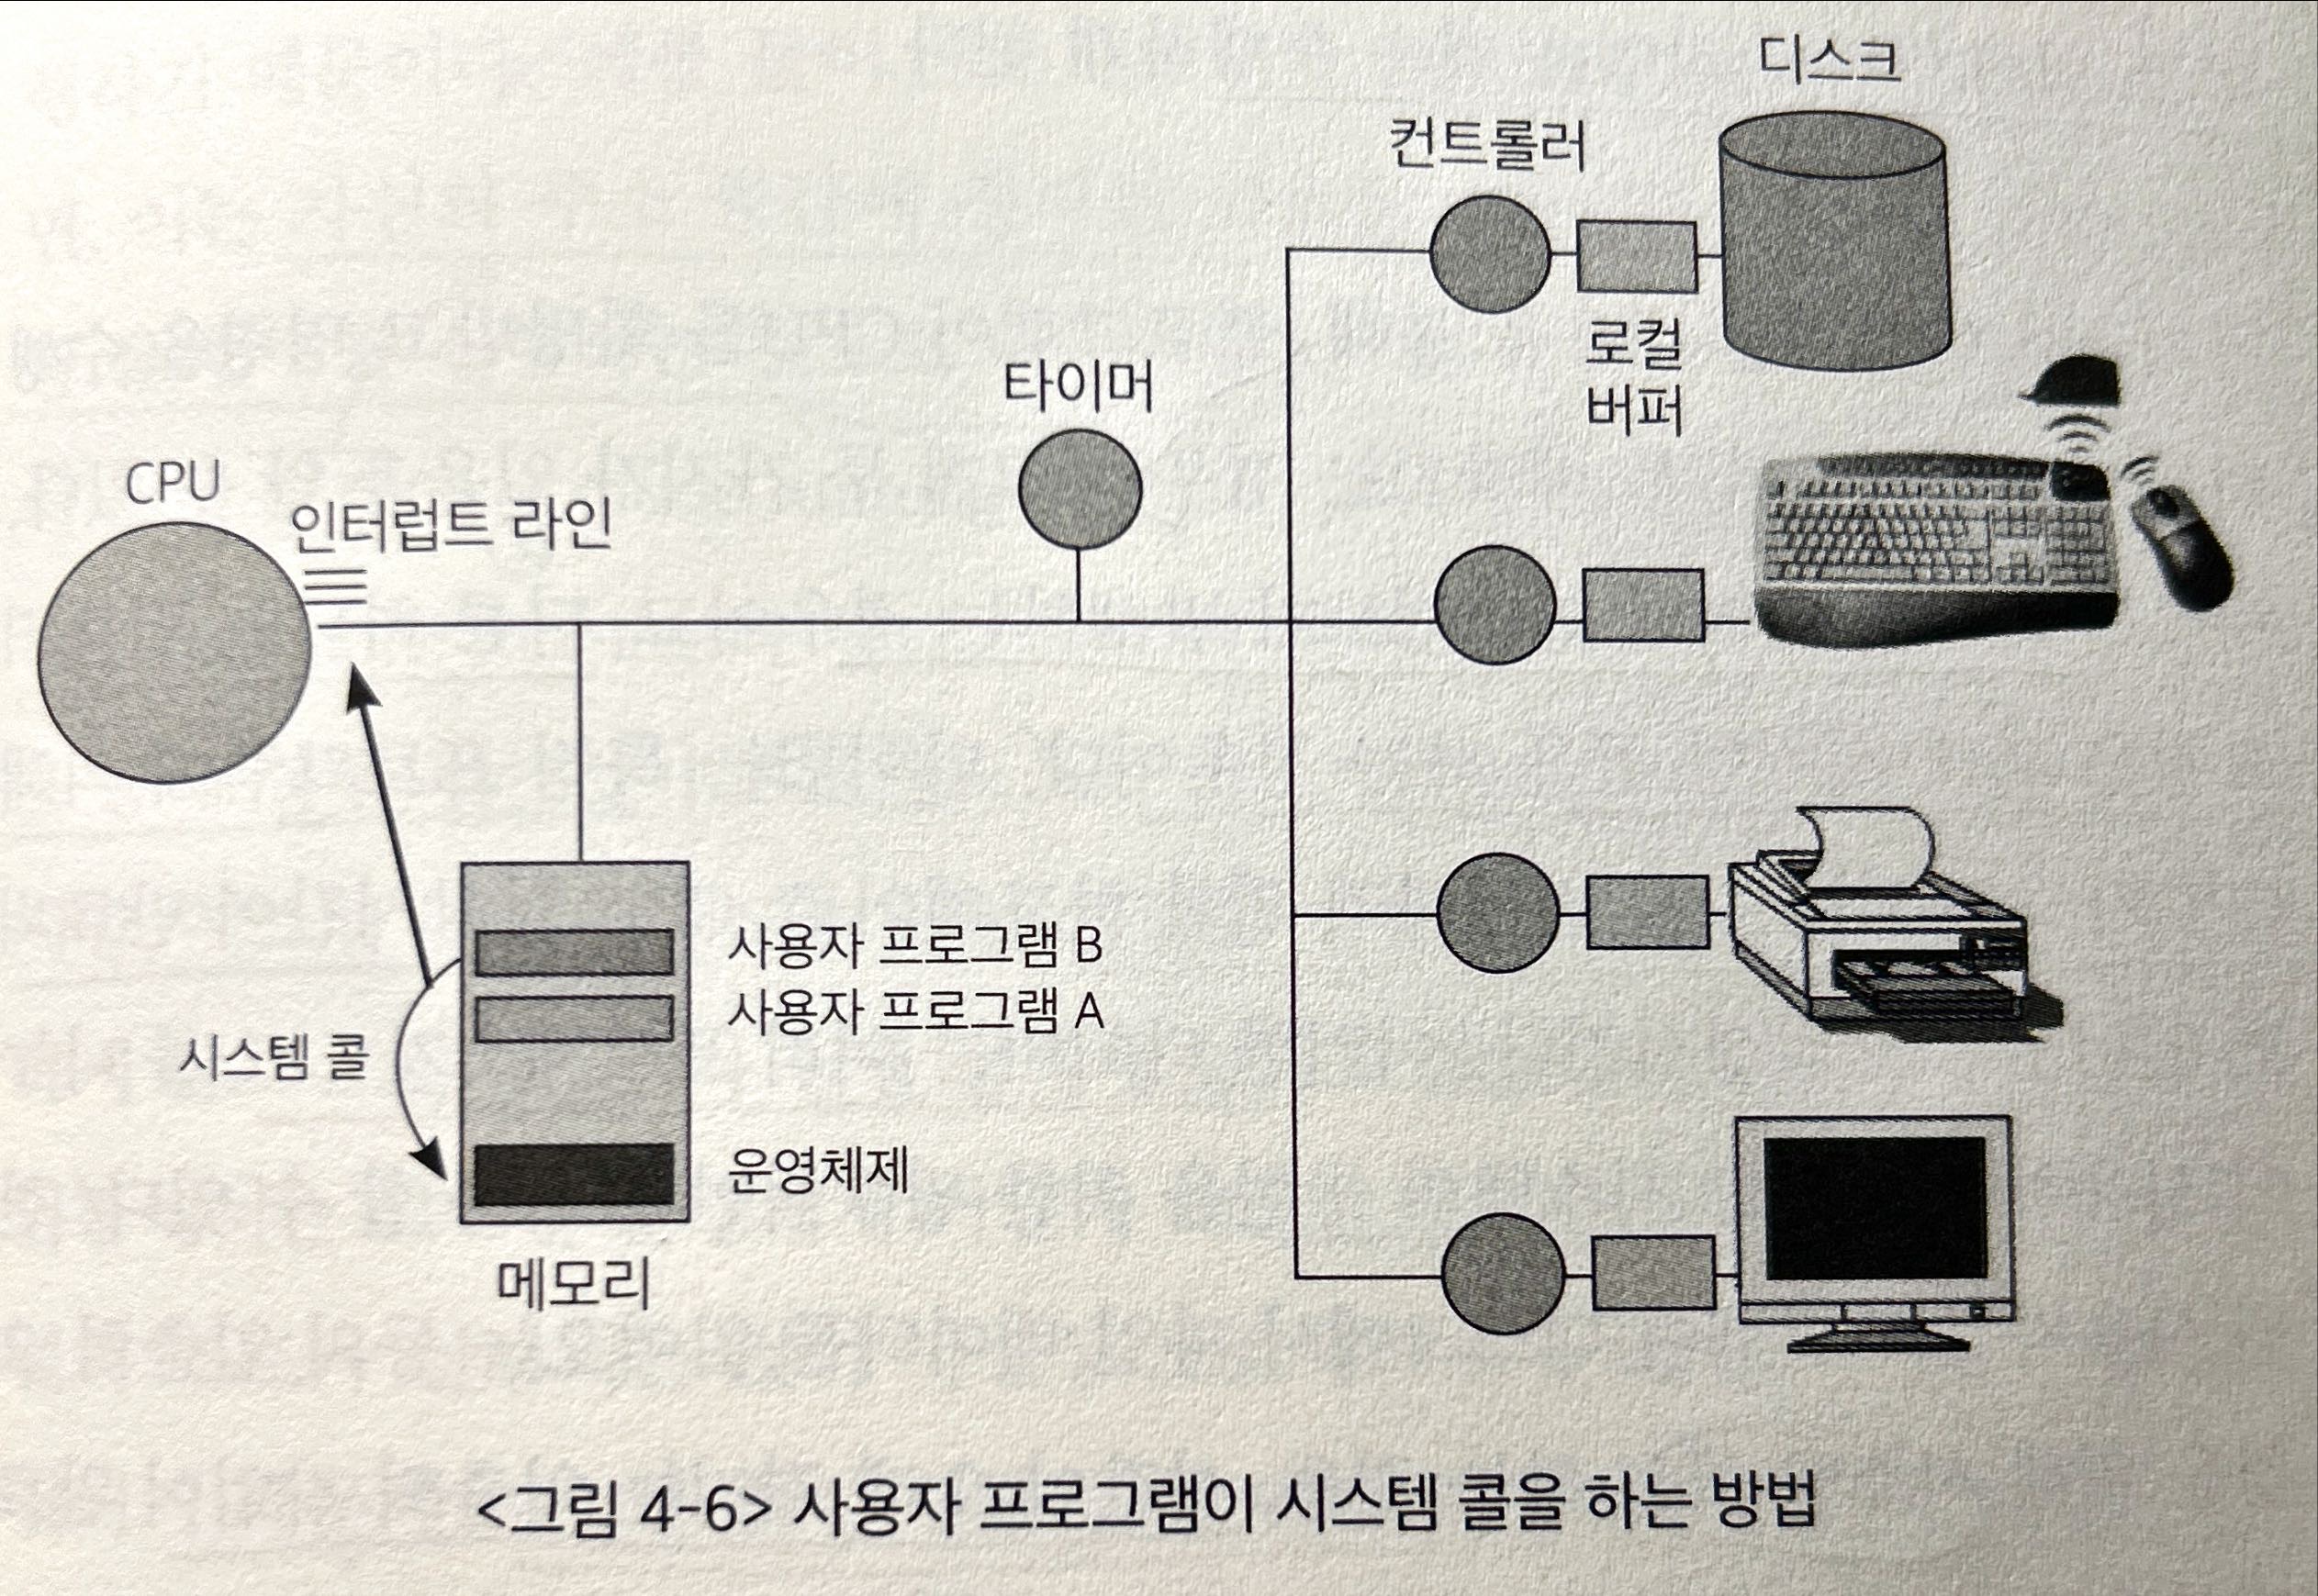 디스크
컨트롤러
로컬
버퍼
타이머
CPU
인터럽트 라인
사용자 프로그램 B
사용자 프로그램 A
시스템 콜
운영체제
메모리
<그림 4-6> 사용자 프로그램이 시스템 콜을 하는 방법